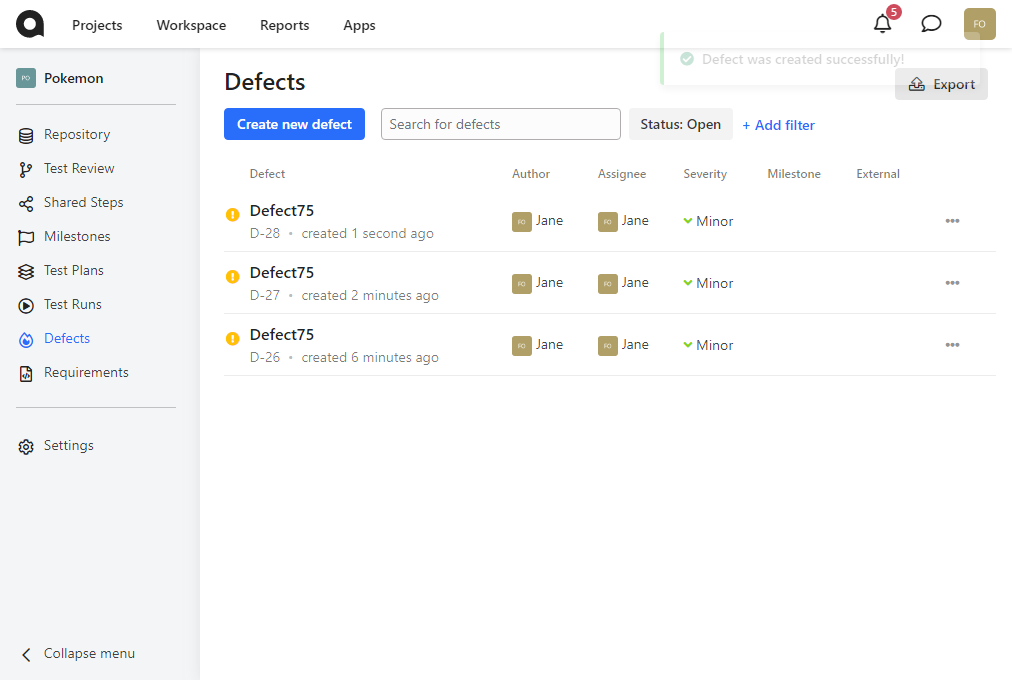 Projects Workspace Reports Apps 5 FO
Defect was created successfully!
PO Pokemon
Repository
Test Review
Shared Steps
Milestones
Test Plans
Test Runs
Defects
Requirements
Settings
Collapse menu
Defects
Export
Create new defect Search for defects Status: Open + Add filter
Defect Author Assignee Severity Milestone External
Defect75
D-28 • created 1 second ago
FO Jane FO Jane Minor
Defect75
D-27 • created 2 minutes ago
FO Jane FO Jane Minor
Defect75
D-26 • created 6 minutes ago
FO Jane FO Jane Minor